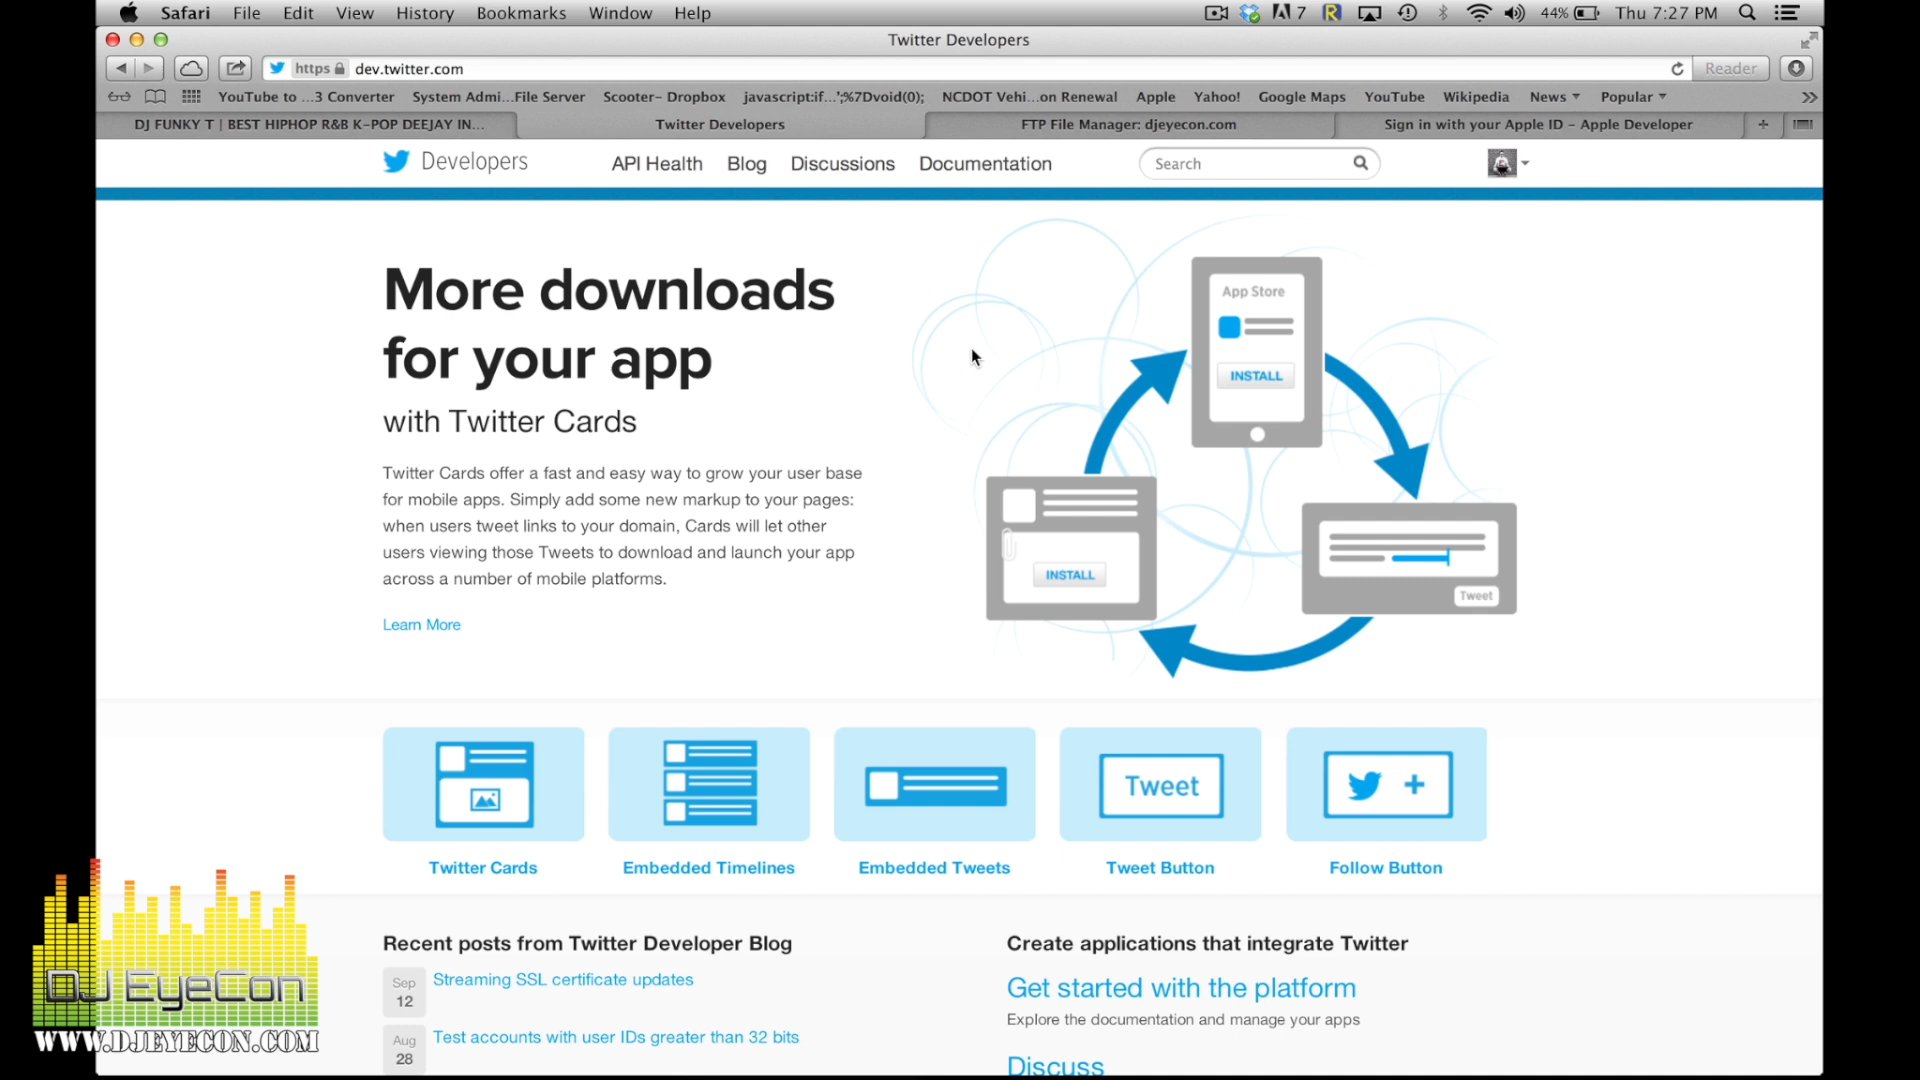 Safari File Edit View History Bookmarks Window Help
7 44% Thu 7:27 PM
Twitter Developers
https dev.twitter.com Reader
YouTube to ...3 Converter System Admi...File Server Scooter– Dropbox javascript:if...';%7Dvoid(0); NCDOT Vehi...on Renewal Apple Yahoo! Google Maps YouTube Wikipedia News Popular
DJ FUNKY T | BEST HIPHOP R&B K-POP DEEJAY IN... Twitter Developers FTP File Manager: djeyecon.com Sign in with your Apple ID – Apple Developer
Developers API Health Blog Discussions Documentation Search
More downloads
for your app
with Twitter Cards
Twitter Cards offer a fast and easy way to grow your user base
for mobile apps. Simply add some new markup to your pages:
when users tweet links to your domain, Cards will let other
users viewing those Tweets to download and launch your app
across a number of mobile platforms.
Learn More
App Store
INSTALL
INSTALL
Tweet
Tweet
Twitter Cards Embedded Timelines Embedded Tweets Tweet Button Follow Button
Recent posts from Twitter Developer Blog
Sep 12 Streaming SSL certificate updates
Aug 28 Test accounts with user IDs greater than 32 bits
Create applications that integrate Twitter
Get started with the platform
Explore the documentation and manage your apps
Discuss
DJ EyeCon
WWW.DJEYECON.COM